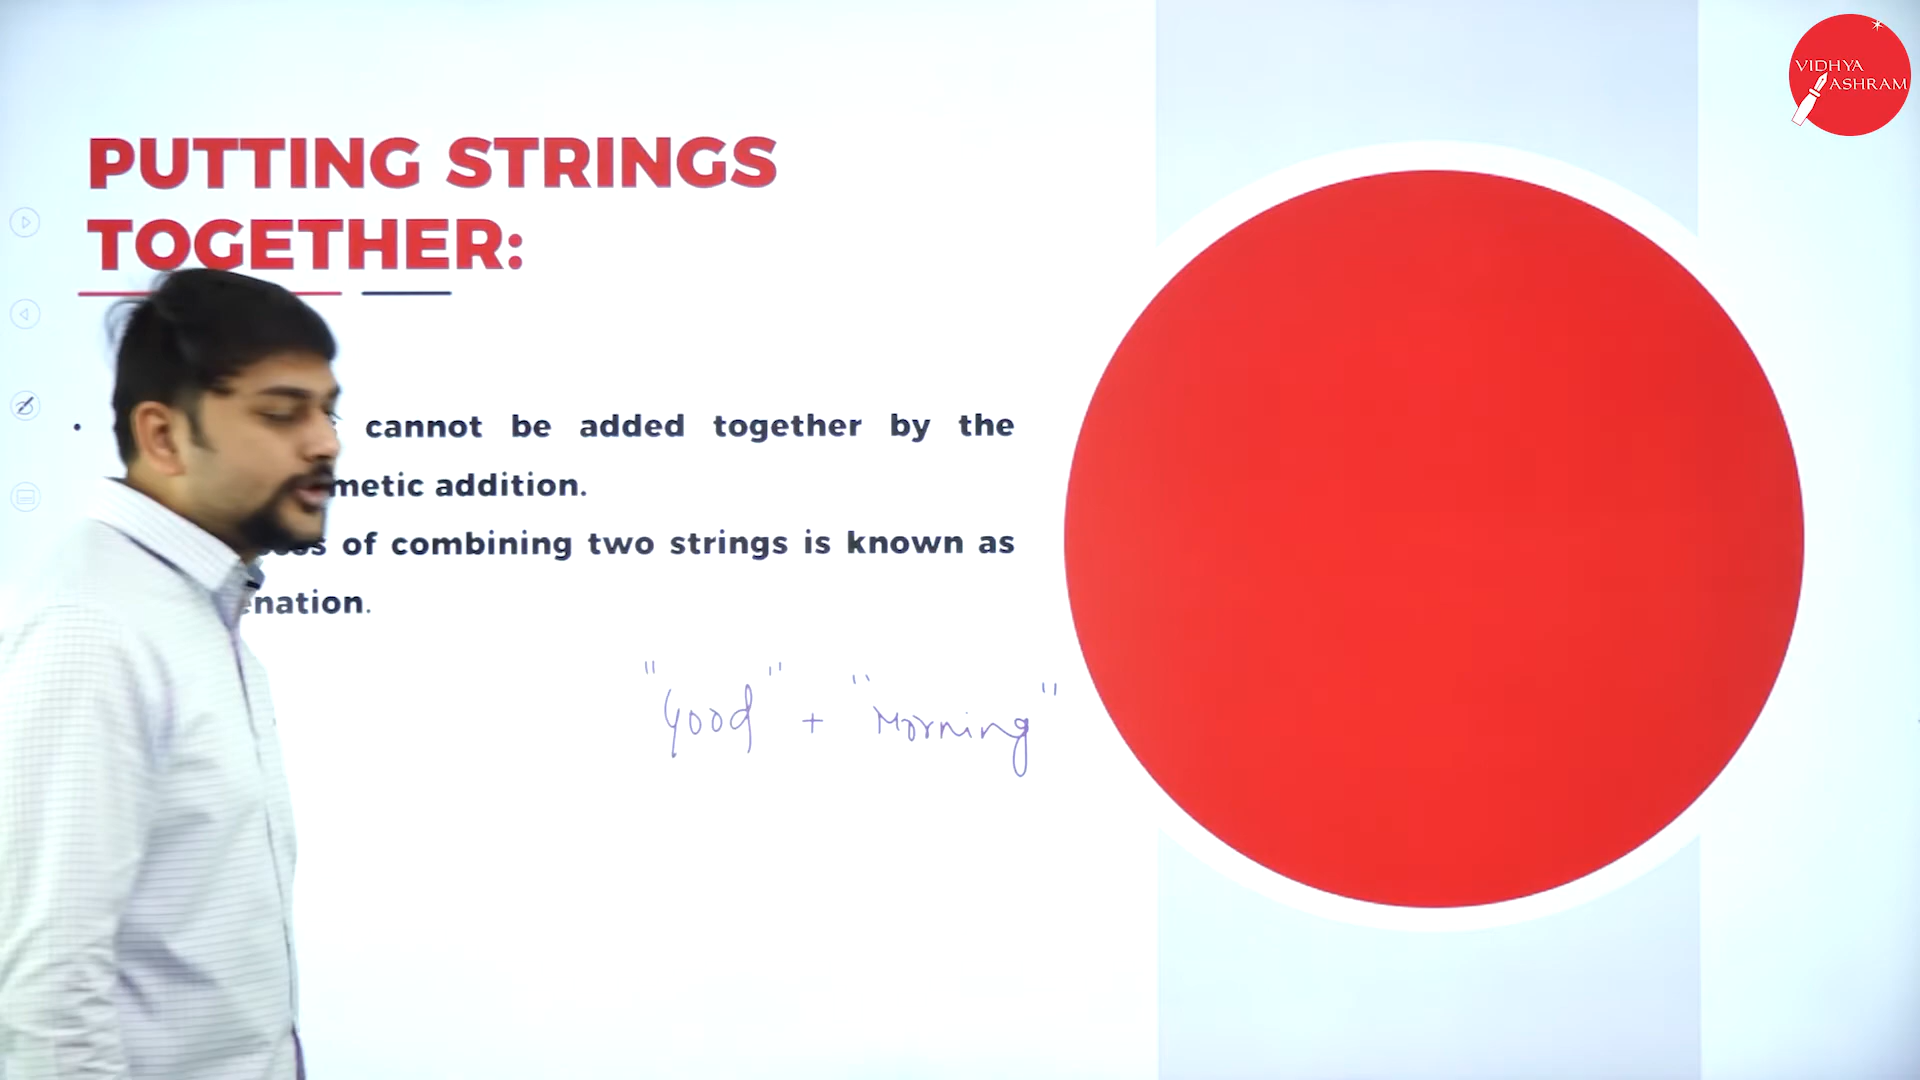 VIDHYA
ASHRAM
PUTTING STRINGS
TOGETHER:
cannot be added together by the
metic addition.
of combining two strings is known as
enation.
"Good" + "Morning"